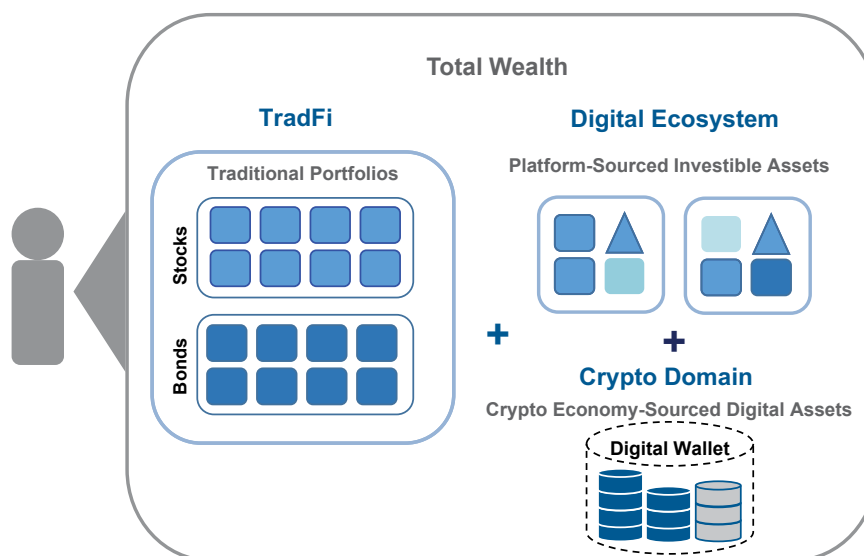 Total Wealth
TradFi
Traditional Portfolios
Stocks
Bonds
+
Digital Ecosystem
Platform-Sourced Investible Assets
+
Crypto Domain
Crypto Economy-Sourced Digital Assets
Digital Wallet